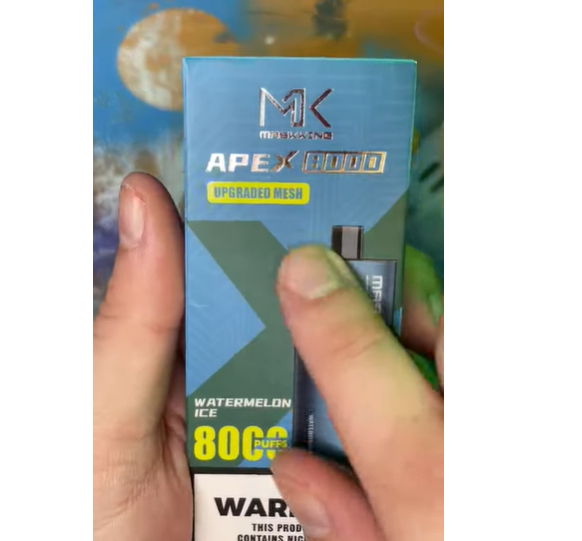 MK
MASKKING
APEX 8000
UPGRADED MESH
WATERMELON
ICE
8000
PUFFS
WAR
THIS PROD
CONTAINS NIC